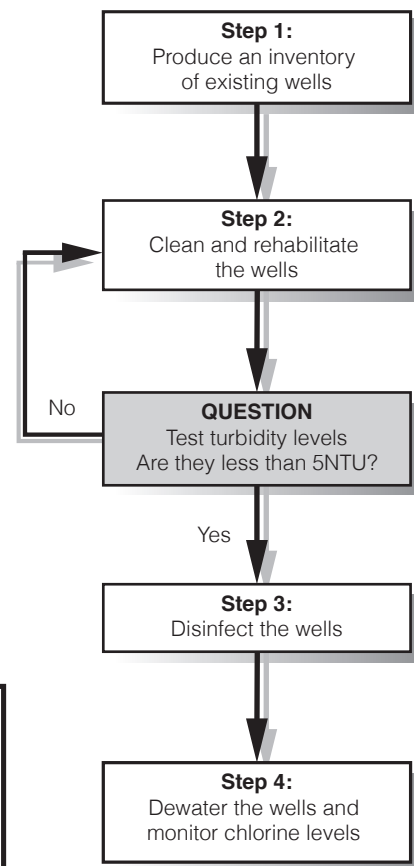 Step 1:
Produce an inventory
of existing wells
Step 2:
Clean and rehabilitate
the wells
No
QUESTION
Test turbidity levels
Are they less than 5NTU?
Yes
Step 3:
Disinfect the wells
Step 4:
Dewater the wells and
monitor chlorine levels